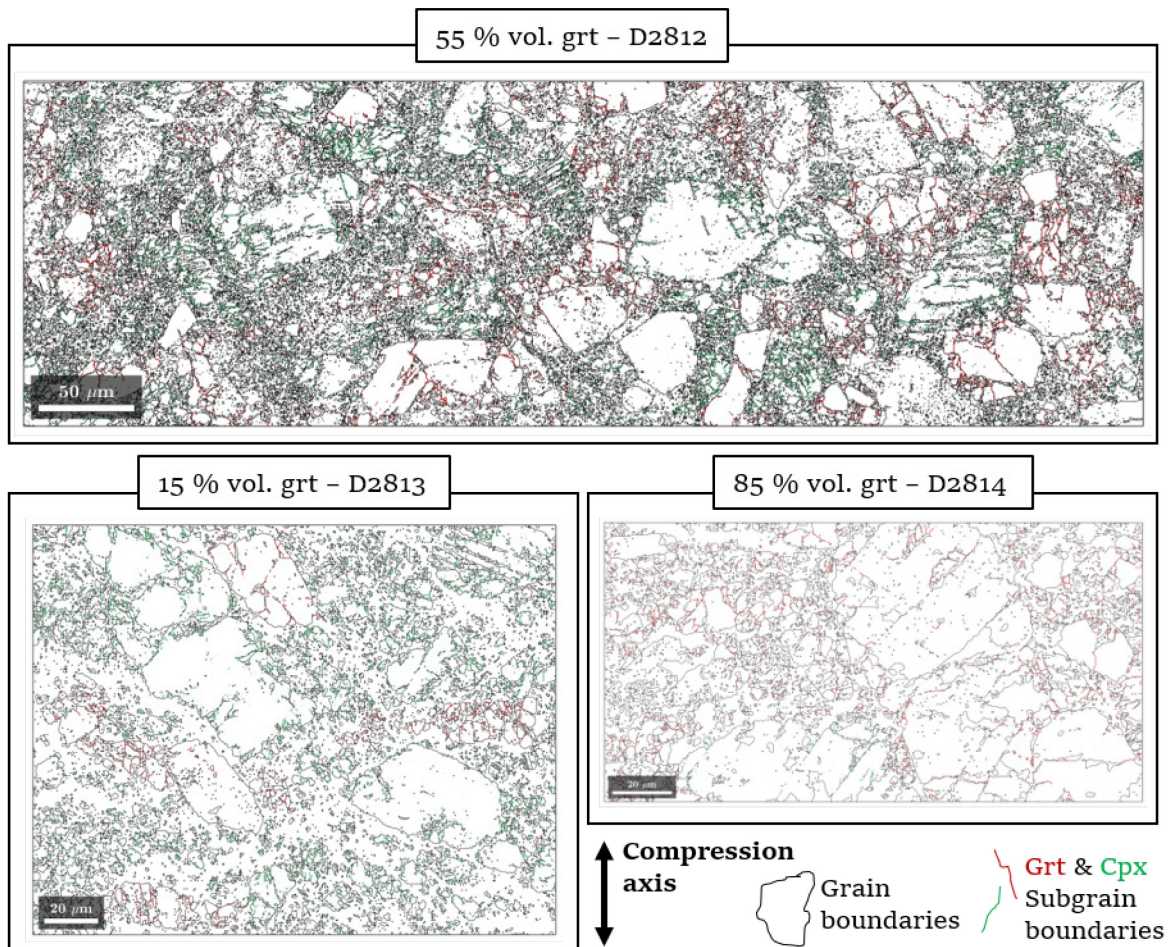 55 % vol. grt – D2812
50 μm
15 % vol. grt – D2813
85 % vol. grt – D2814
20 μm
20 μm
Compression
axis
Grain
boundaries
Grt & Cpx
Subgrain
boundaries